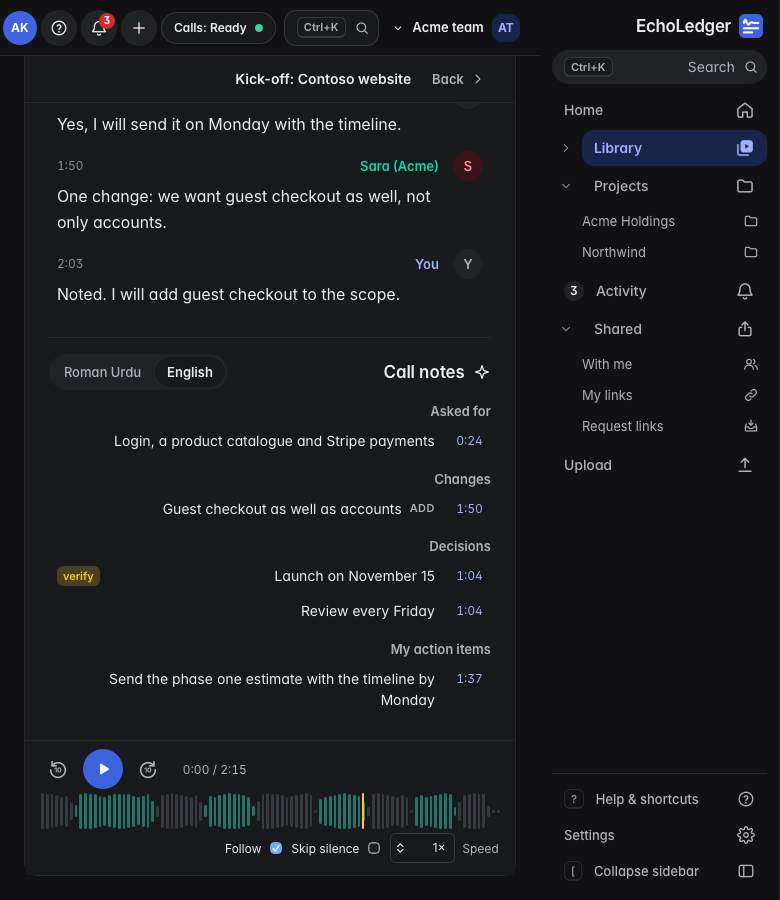 AK
3
Calls: Ready
Ctrl+K
Acme team
AT
EchoLedger
Ctrl+K
Search
Home
Library
Projects
Acme Holdings
Northwind
3
Activity
Shared
With me
My links
Request links
Upload
?
Help & shortcuts
Settings
[
Collapse sidebar
Kick-off: Contoso website
Back
Yes, I will send it on Monday with the timeline.
1:50
Sara (Acme)
S
One change: we want guest checkout as well, not
only accounts.
2:03
You
Y
Noted. I will add guest checkout to the scope.
Roman Urdu
English
Call notes
Asked for
Login, a product catalogue and Stripe payments
0:24
Changes
Guest checkout as well as accounts
ADD
1:50
Decisions
verify
Launch on November 15
1:04
Review every Friday
1:04
My action items
Send the phase one estimate with the timeline by
Monday
1:37
10
10
0:00 / 2:15
Follow
Skip silence
1×
Speed